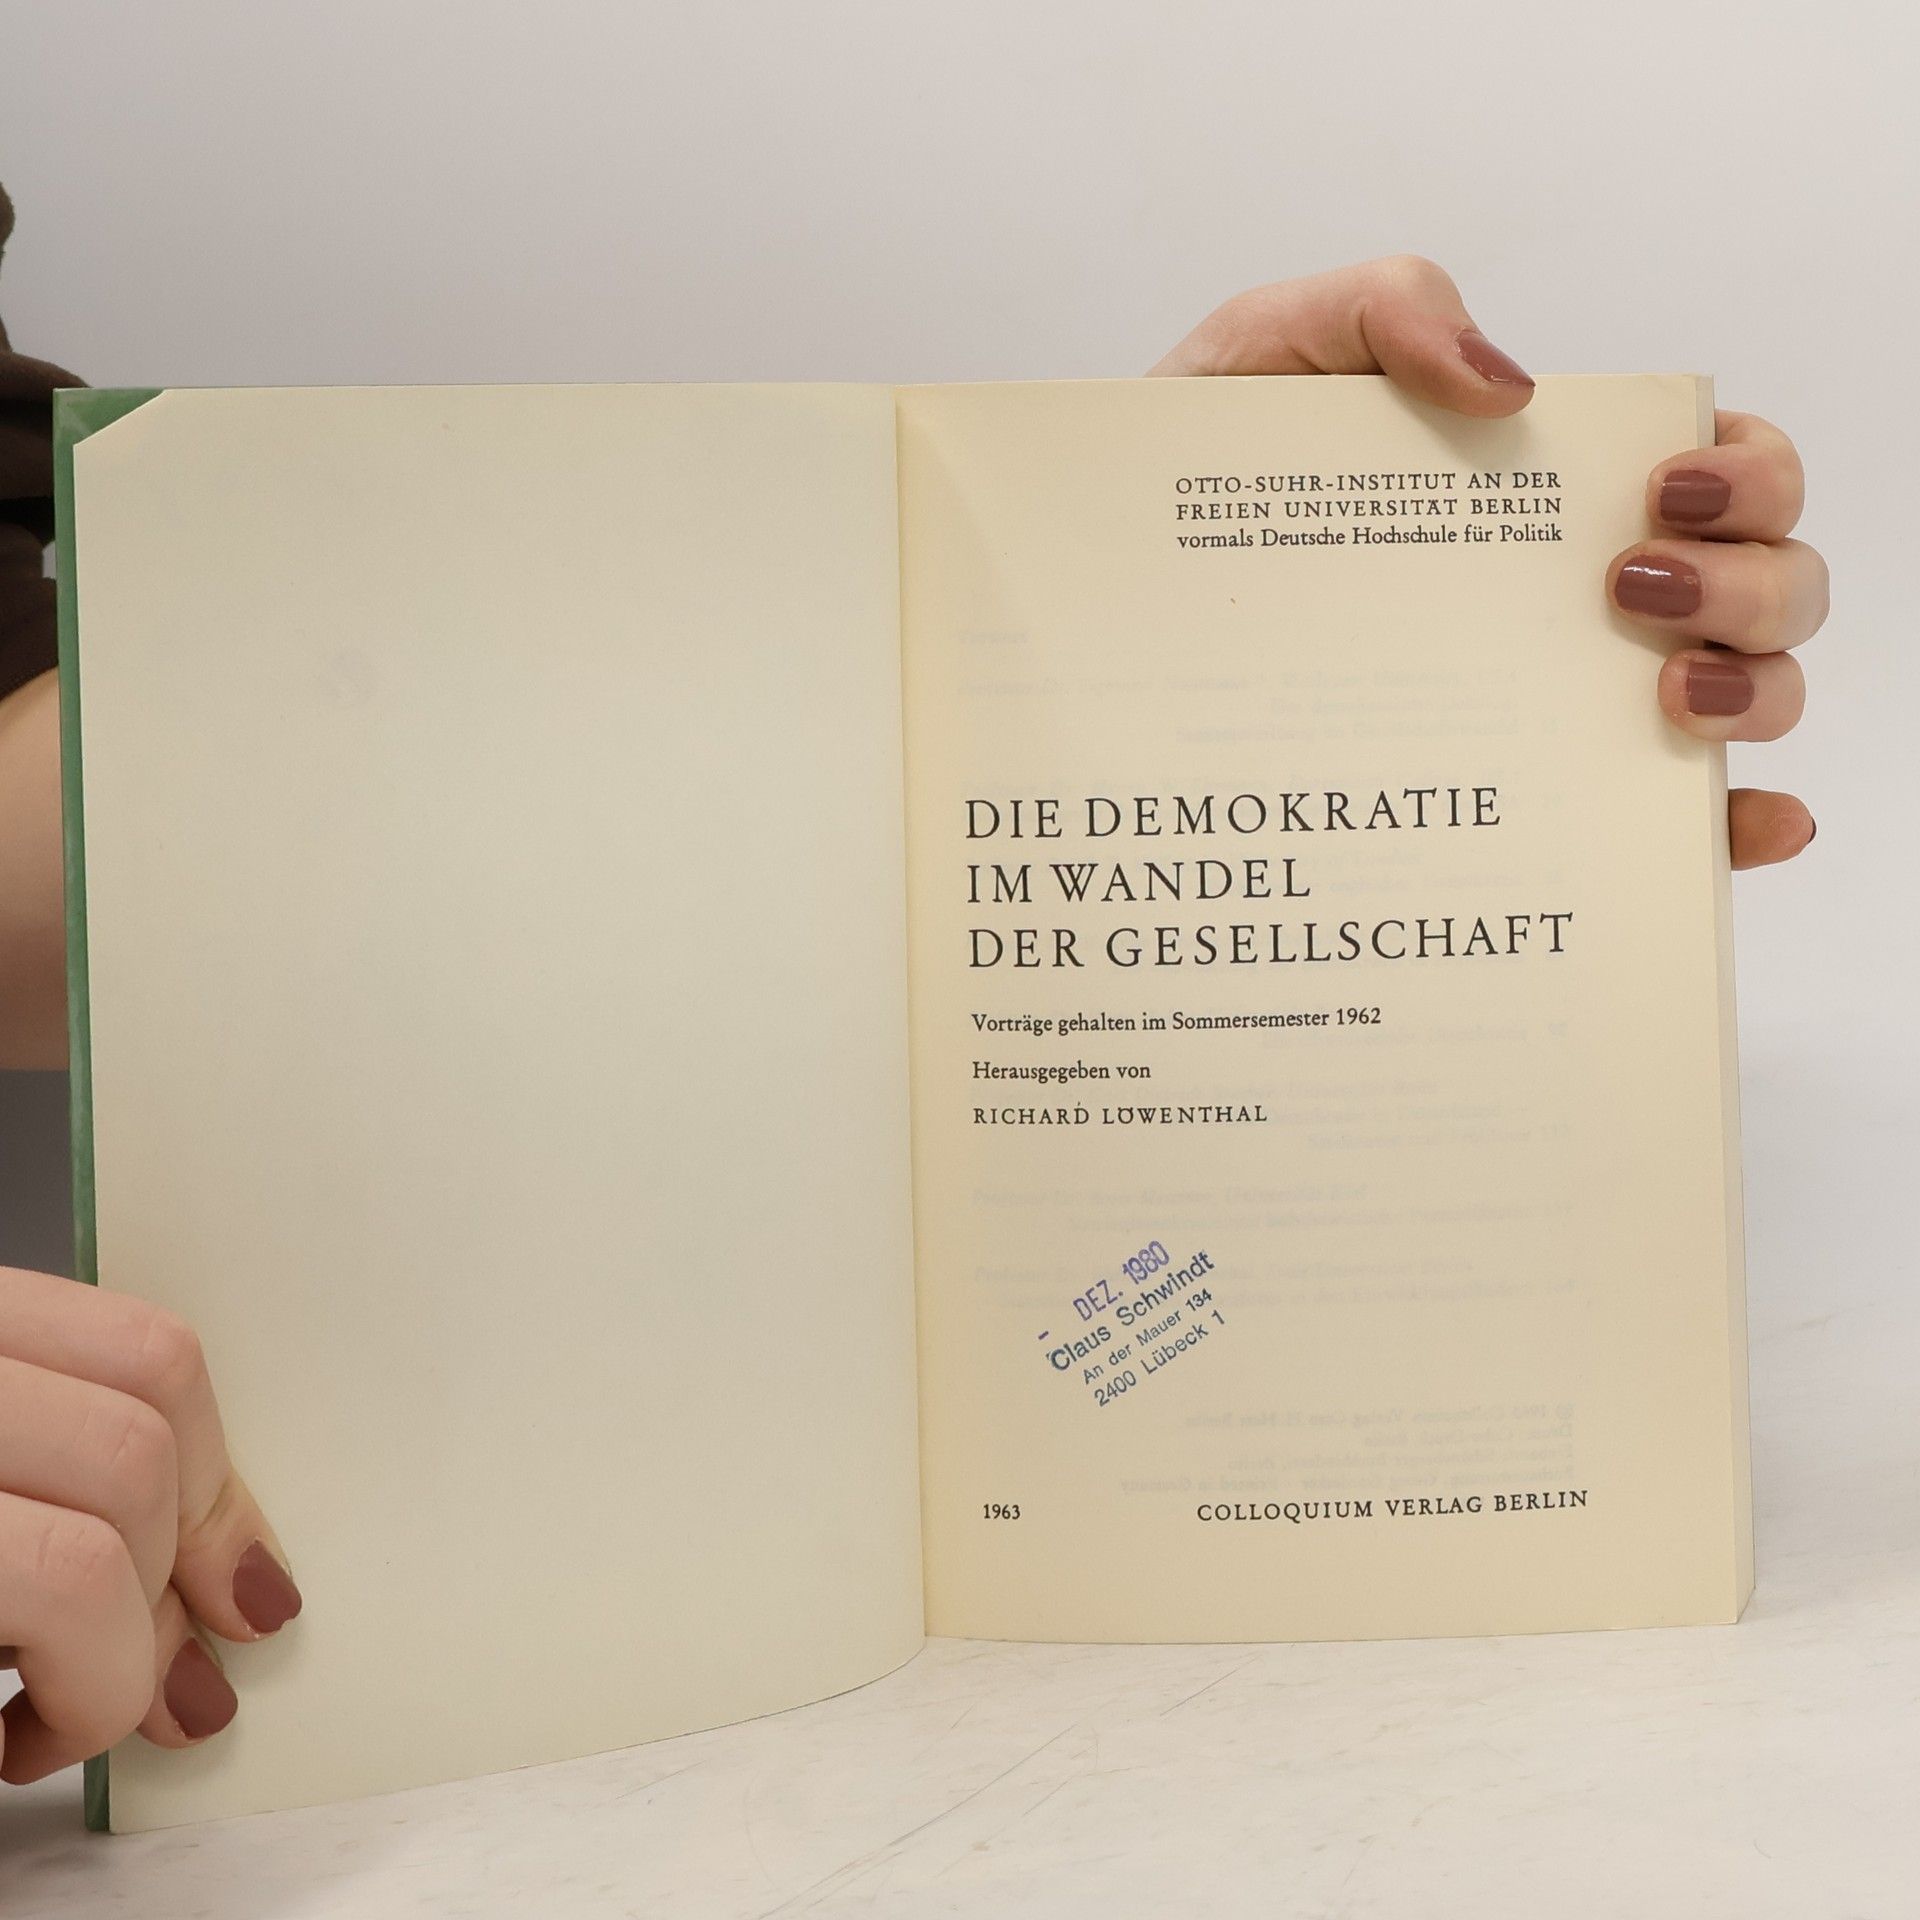 OTTO-SUHR-INSTITUT AN DER
FREIEN UNIVERSITÄT BERLIN
vormals Deutsche Hochschule für Politik
DIE DEMOKRATIE
IM WANDEL
DER GESELLSCHAFT
Vorträge gehalten im Sommersemester 1962
Herausgegeben von
RICHARD LÖWENTHAL
- DEZ. 1980
Claus Schwindt
An der Mauer 134
2400 Lübeck 1
1963
COLLOQUIUM VERLAG BERLIN